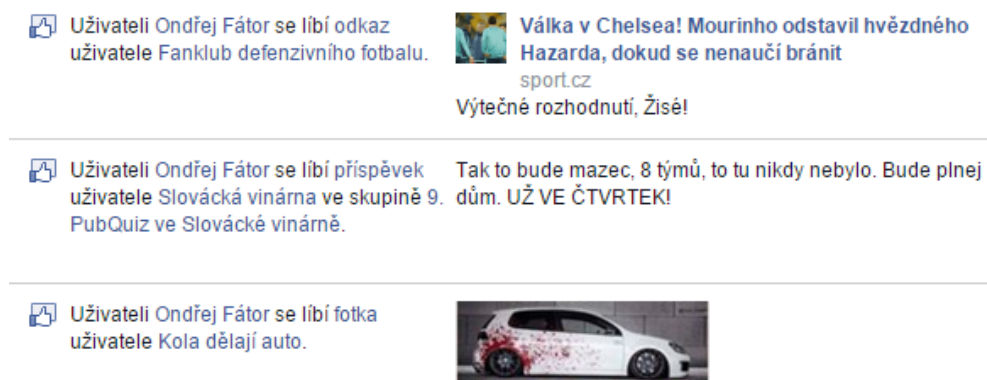 Uživateli Ondřej Fátor se líbí odkaz
uživatele Fanklub defenzivního fotbalu.
Válka v Chelsea! Mourinho odstavil hvězdného
Hazarda, dokud se nenaučí bránit
sport.cz
Výtečné rozhodnutí, Žisé!
Uživateli Ondřej Fátor se líbí příspěvek
uživatele Slovácká vinárna ve skupině 9.
PubQuiz ve Slovácké vinárně.
Tak to bude mazec, 8 týmů, to tu nikdy nebylo. Bude plnej
dům. UŽ VE ČTVRTEK!
Uživateli Ondřej Fátor se líbí fotka
uživatele Kola dělají auto.